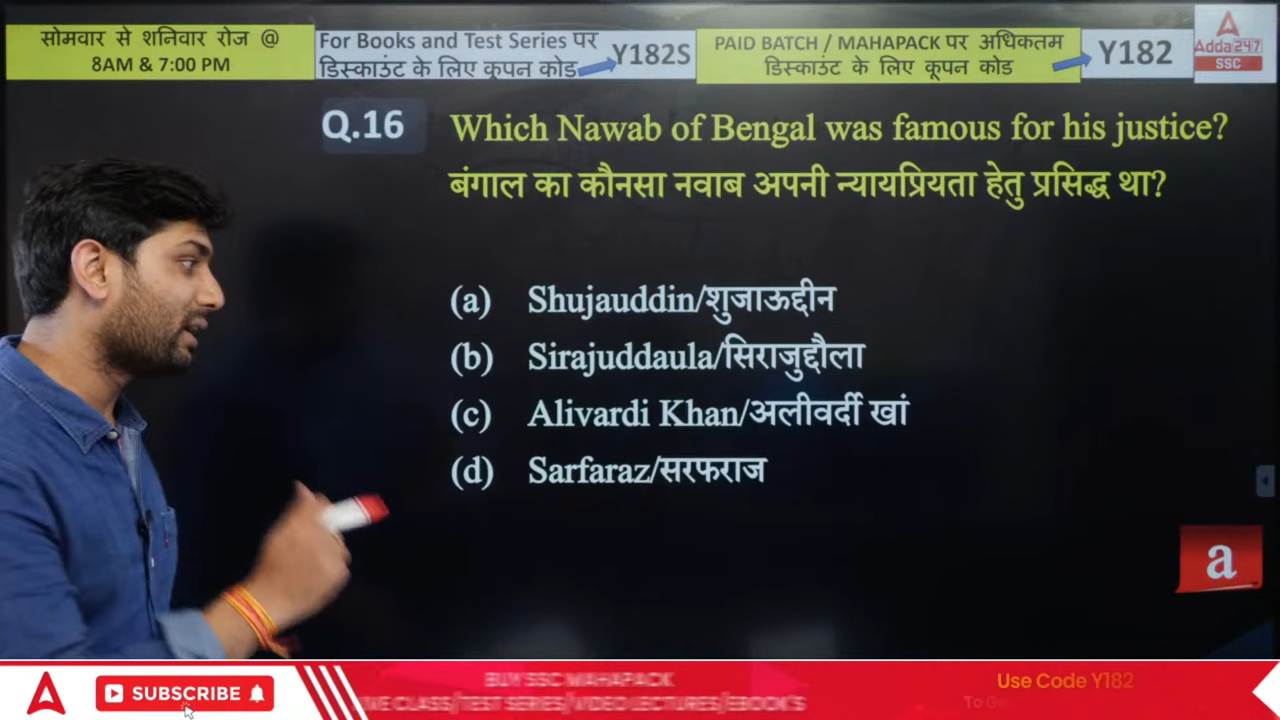 सोमवार से शनिवार रोज @
8AM & 7:00 PM
For Books and Test Series पर
डिस्काउंट के लिए कूपन कोड
Y182S
PAID BATCH / MAHAPACK पर अधिकतम
डिस्काउंट के लिए कूपन कोड
Y182
Adda247
SSC
Q.16
Which Nawab of Bengal was famous for his justice?
बंगाल का कौनसा नवाब अपनी न्यायप्रियता हेतु प्रसिद्ध था?
(a) Shujauddin/शुजाऊद्दीन
(b) Sirajuddaula/सिराजुद्दौला
(c) Alivardi Khan/अलीवर्दी खां
(d) Sarfaraz/सरफराज
a
SUBSCRIBE
BUY SSC MAHAPACK
CLASS/TEST SERIES/VIDEO LECTURES/EBOOK'S
Use Code Y182
To